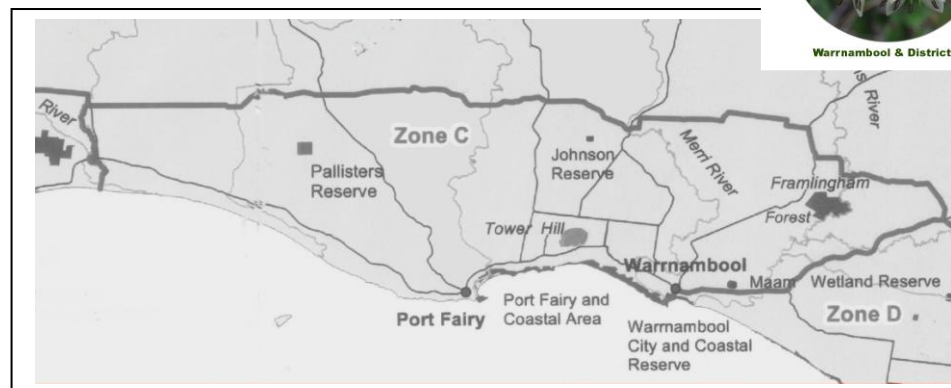 Warrnambool & District
River
Zone C
Pallisters
Reserve
Johnson
Reserve
Merri River
River
Framlingham
Forest
Tower Hill
Warrnambool
Maam Wetland Reserve
Port Fairy
Port Fairy and
Coastal Area
Warrnambool
City and Coastal
Reserve
Zone D